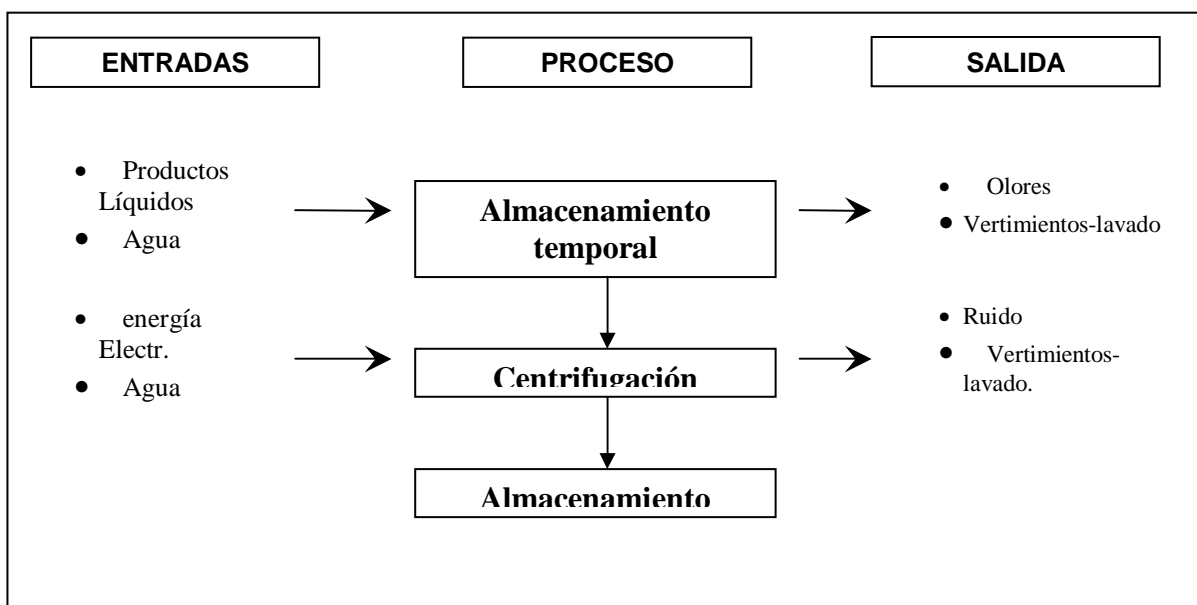 ENTRADAS
PROCESO
SALIDA
• Productos
Líquidos
• Agua
Almacenamiento
temporal
• Olores
• Vertimientos-lavado
• energía
Electr.
• Agua
Centrifugación
• Ruido
• Vertimientos-
lavado.
Almacenamiento